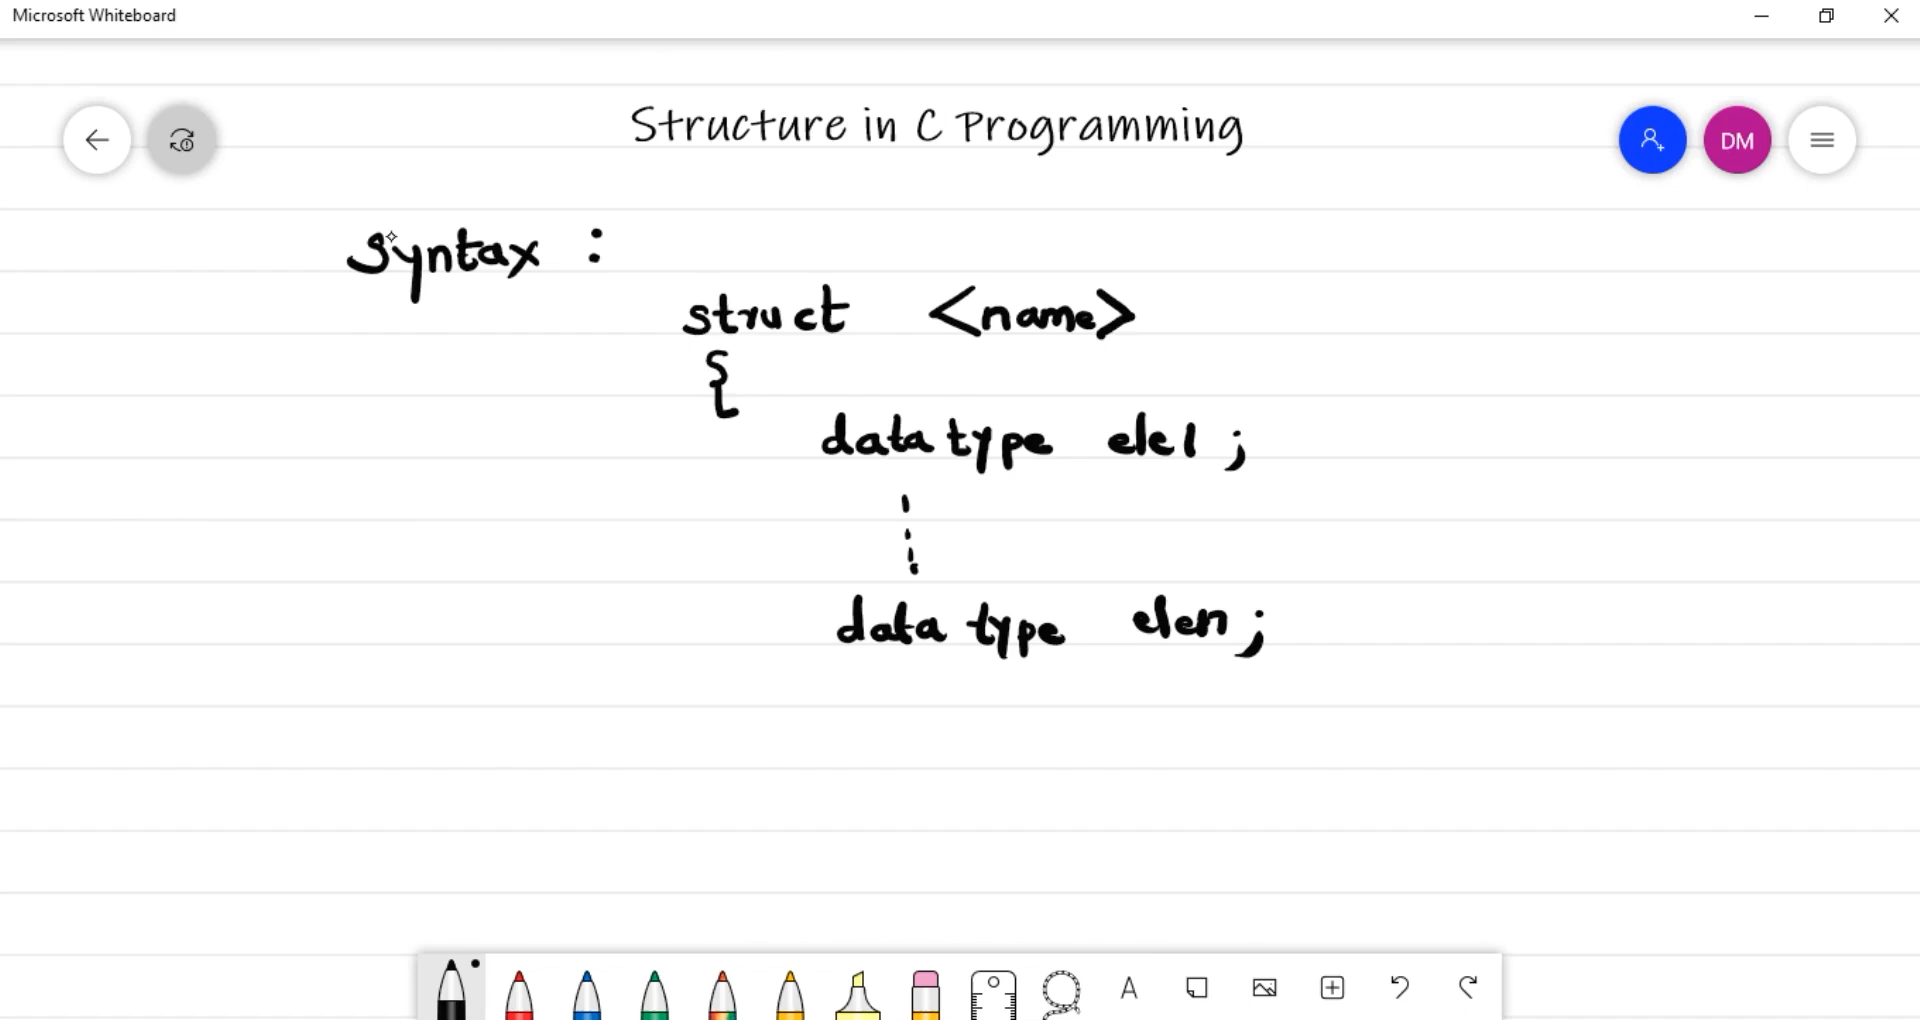 Microsoft Whiteboard
Structure in C Programming
DM
Syntax :
struct <name>
{
data type ele1 ;
data type elen ;
A